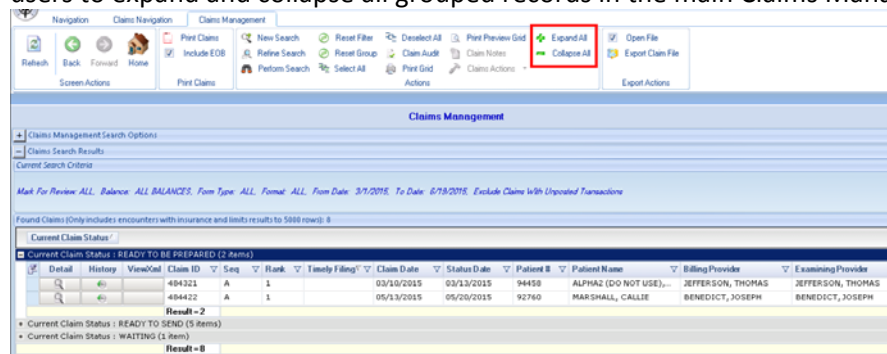 users to expand and collapse all grouped records in the main Claims Mana
Navigation Claims Navigation Claims Management
Print Claims New Search Reset Filter Deselect All Print Preview Grid Expand All Open File
Refresh Back Forward Home Include EOB Refine Search Reset Group Claim Audit Claim Notes Collapse All Export Claim File
Perform Search Select All Print Grid Claims Actions
Screen Actions Print Claims Actions Export Actions
Claims Management
+ Claims Management Search Options
- Claims Search Results
Current Search Criteria
Mark For Review: ALL, Balance: ALL BALANCES, Form Type: ALL, Format: ALL, From Date: 3/1/2015, To Date: 6/19/2015, Exclude Claims With Unposted Transactions
Found Claims (Only includes encounters with insurance and limits results to 5000 rows): 8
Current Claim Status
Current Claim Status : READY TO BE PREPARED (2 items)
Detail History ViewXml Claim ID Seq Rank Timely Filing Claim Date Status Date Patient # Patient Name Billing Provider Examining Provider
484321 A 1 03/10/2015 03/13/2015 94458 ALPHA2 (DO NOT USE),... JEFFERSON, THOMAS JEFFERSON, THOMAS
484422 A 1 05/13/2015 05/20/2015 92760 MARSHALL, CALLIE BENEDICT, JOSEPH BENEDICT, JOSEPH
Result=2
+ Current Claim Status : READY TO SEND (5 items)
+ Current Claim Status : WAITING (1 item)
Result=8